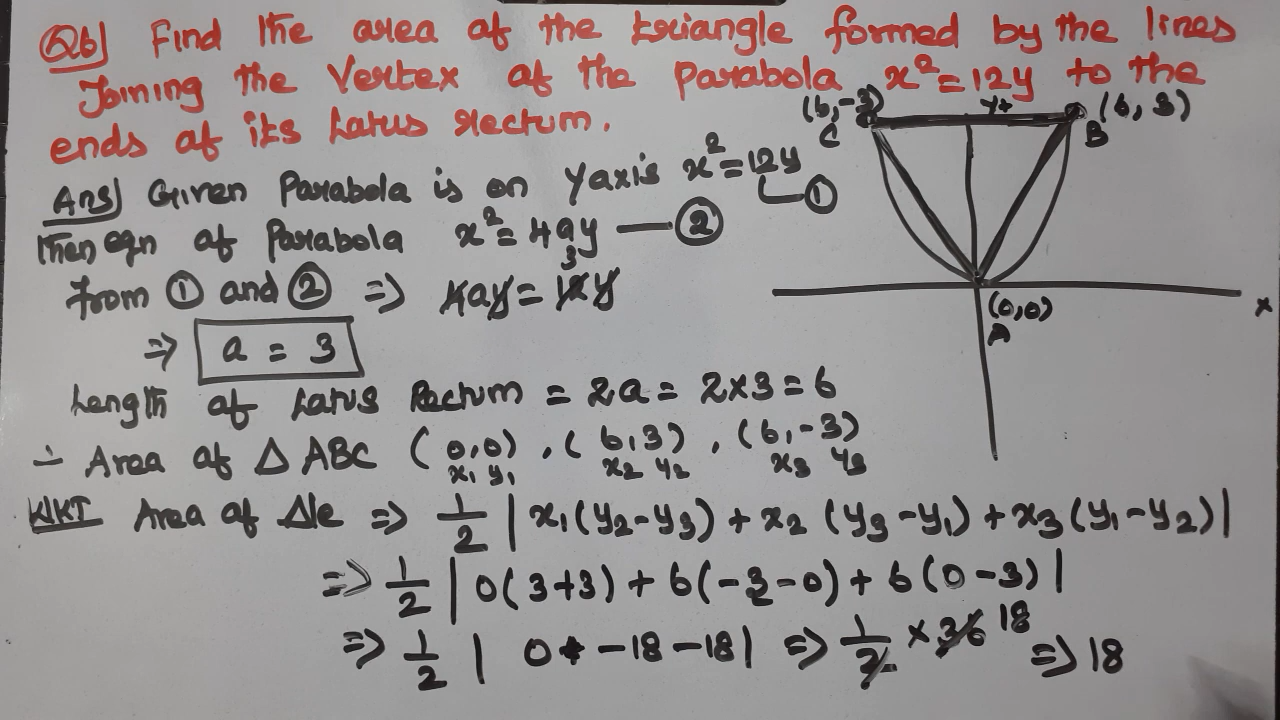 Q6) Find the area of the triangle formed by the lines
Joining the Vertex of the Parabola x² = 12y to the
ends of its Latus rectum.
(6, -3) y+ (6, 3)
C B
Ans) Given Parabola is on yaxis x² = 12y ①
then eqn of Parabola x² = 4ay — ②
from ① and ② => 4ay = 12y 3
(0,0) x
A
=> a = 3
Length of Latus Rectum = 2a = 2×3 = 6
∴ Area of Δ ABC (0,0), (6,3), (6,-3)
x₁ y₁ x₂ y₂ x₃ y₃
WKT Area of Δle => 1/2 | x₁(y₂-y₃) + x₂ (y₃-y₁) + x₃(y₁-y₂)|
=> 1/2 | 0(3+3) + 6(-3-0) + 6(0-3)|
=> 1/2 | 0 + -18 -18| => 1/2 × 36 18 => 18